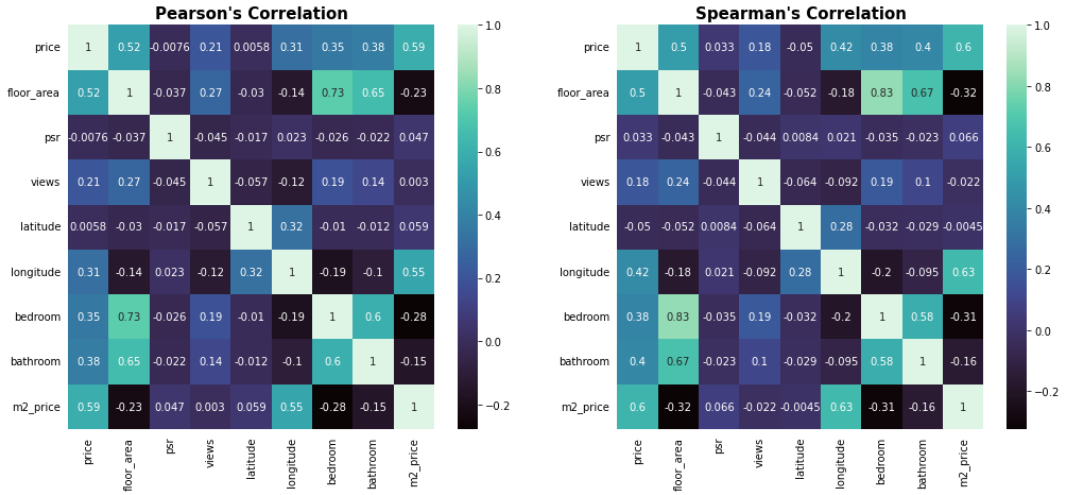 Pearson's Correlation
price 1 0.52 -0.0076 0.21 0.0058 0.31 0.35 0.38 0.59
floor_area 0.52 1 -0.037 0.27 -0.03 -0.14 0.73 0.65 -0.23
psr -0.0076 -0.037 1 -0.045 -0.017 0.023 -0.026 -0.022 0.047
views 0.21 0.27 -0.045 1 -0.057 -0.12 0.19 0.14 0.003
latitude 0.0058 -0.03 -0.017 -0.057 1 0.32 -0.01 -0.012 0.059
longitude 0.31 -0.14 0.023 -0.12 0.32 1 -0.19 -0.1 0.55
bedroom 0.35 0.73 -0.026 0.19 -0.01 -0.19 1 0.6 -0.28
bathroom 0.38 0.65 -0.022 0.14 -0.012 -0.1 0.6 1 -0.15
m2_price 0.59 -0.23 0.047 0.003 0.059 0.55 -0.28 -0.15 1
price floor_area psr views latitude longitude bedroom bathroom m2_price
1.0
0.8
0.6
0.4
0.2
0.0
−0.2
Spearman's Correlation
price 1 0.5 0.033 0.18 -0.05 0.42 0.38 0.4 0.6
floor_area 0.5 1 -0.043 0.24 -0.052 -0.18 0.83 0.67 -0.32
psr 0.033 -0.043 1 -0.044 0.0084 0.021 -0.035 -0.023 0.066
views 0.18 0.24 -0.044 1 -0.064 -0.092 0.19 0.1 -0.022
latitude -0.05 -0.052 0.0084 -0.064 1 0.28 -0.032 -0.029 -0.0045
longitude 0.42 -0.18 0.021 -0.092 0.28 1 -0.2 -0.095 0.63
bedroom 0.38 0.83 -0.035 0.19 -0.032 -0.2 1 0.58 -0.31
bathroom 0.4 0.67 -0.023 0.1 -0.029 -0.095 0.58 1 -0.16
m2_price 0.6 -0.32 0.066 -0.022 -0.0045 0.63 -0.31 -0.16 1
price floor_area psr views latitude longitude bedroom bathroom m2_price
1.0
0.8
0.6
0.4
0.2
0.0
−0.2